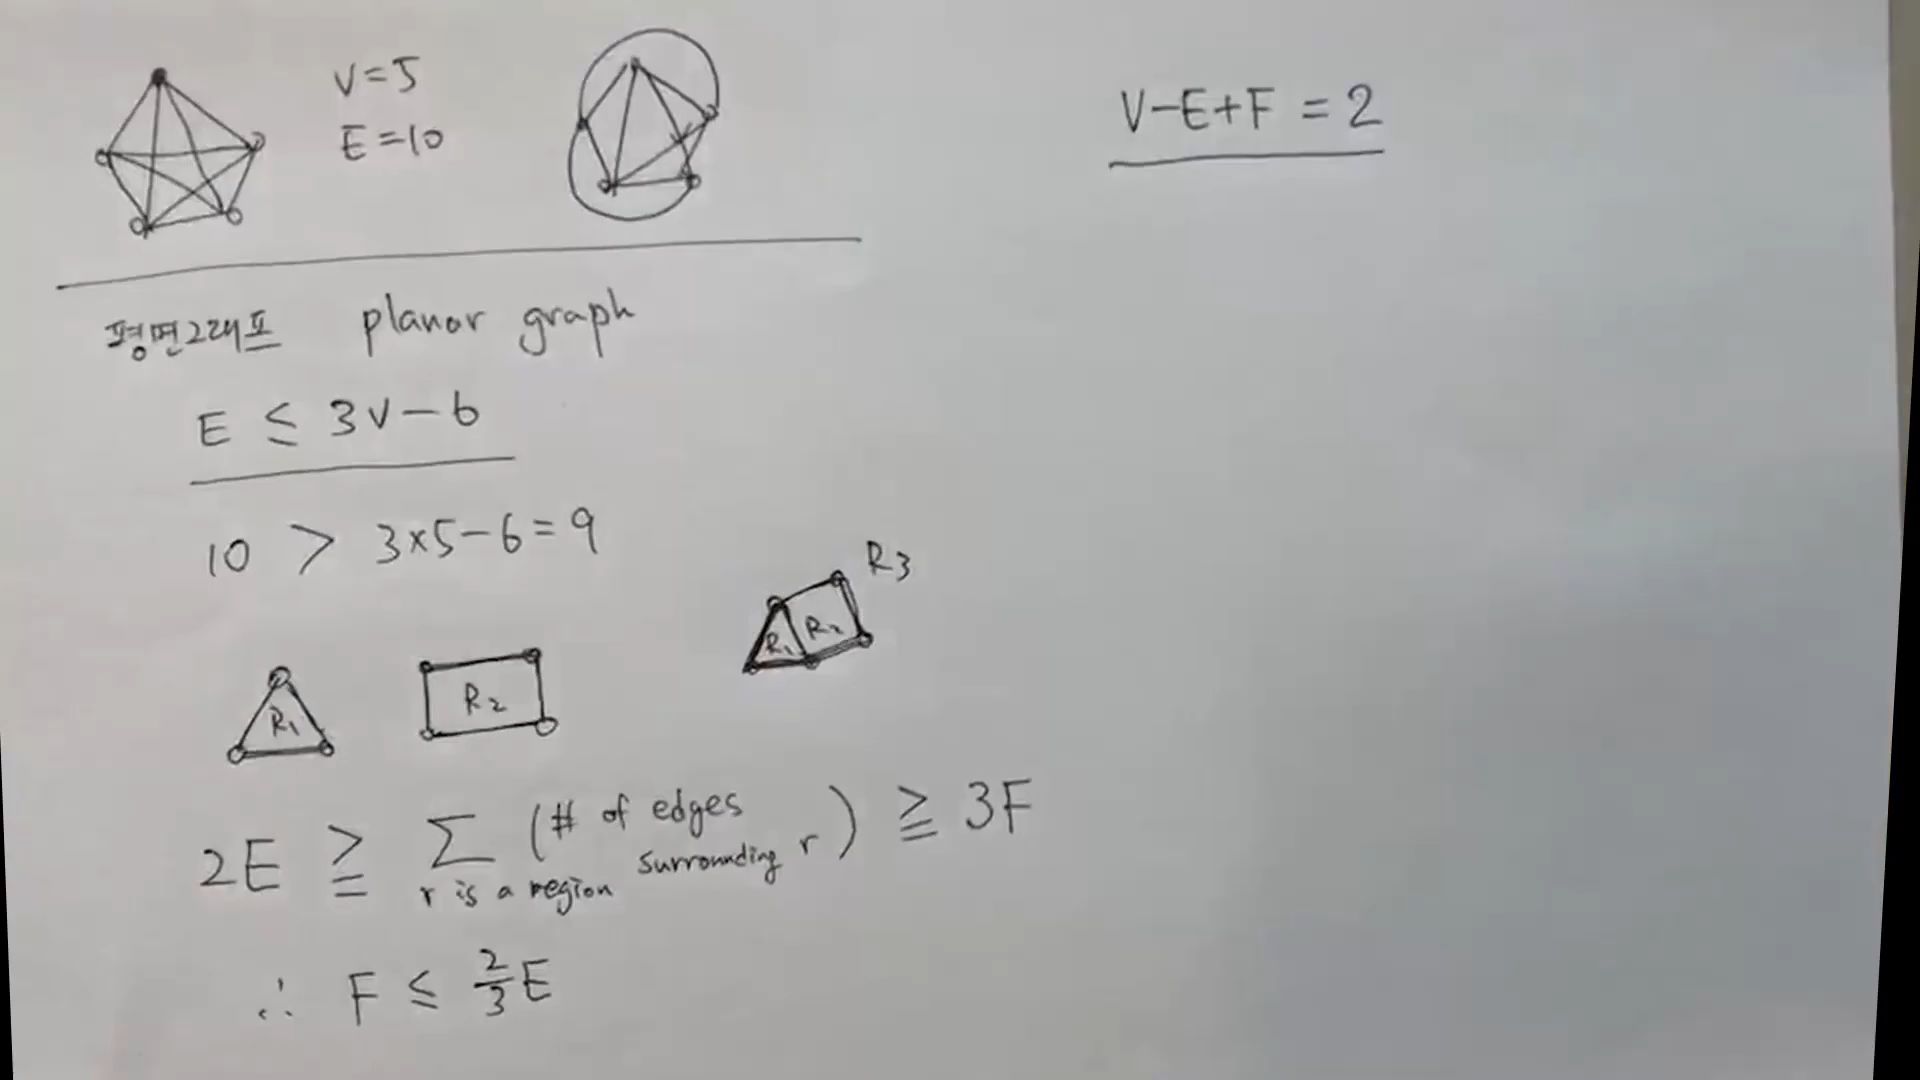 V=5
E=10
V-E+F = 2
평면그래프 planar graph
E ≤ 3V-6
10 > 3×5-6=9
R3
R1 R2
R1
R2
2E ≧ Σ (# of edges surrounding r) ≧ 3F
r is a region
∴ F ≤ 2/3 E